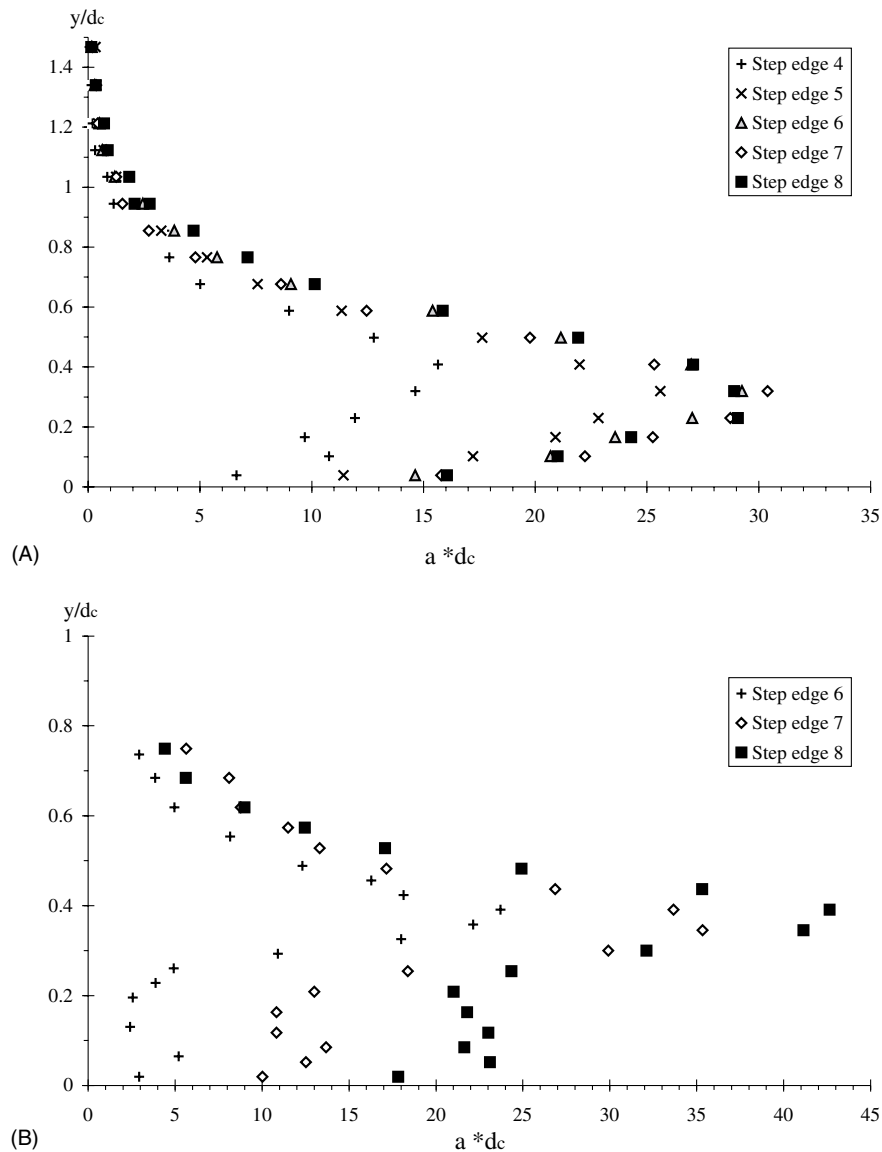 y/dc
1.4
1.2
1
0.8
0.6
0.4
0.2
0
0 5 10 15 20 25 30 35
a *dc
Step edge 4
Step edge 5
Step edge 6
Step edge 7
Step edge 8
(A)
y/dc
1
0.8
0.6
0.4
0.2
0
0 5 10 15 20 25 30 35 40 45
a *dc
Step edge 6
Step edge 7
Step edge 8
(B)